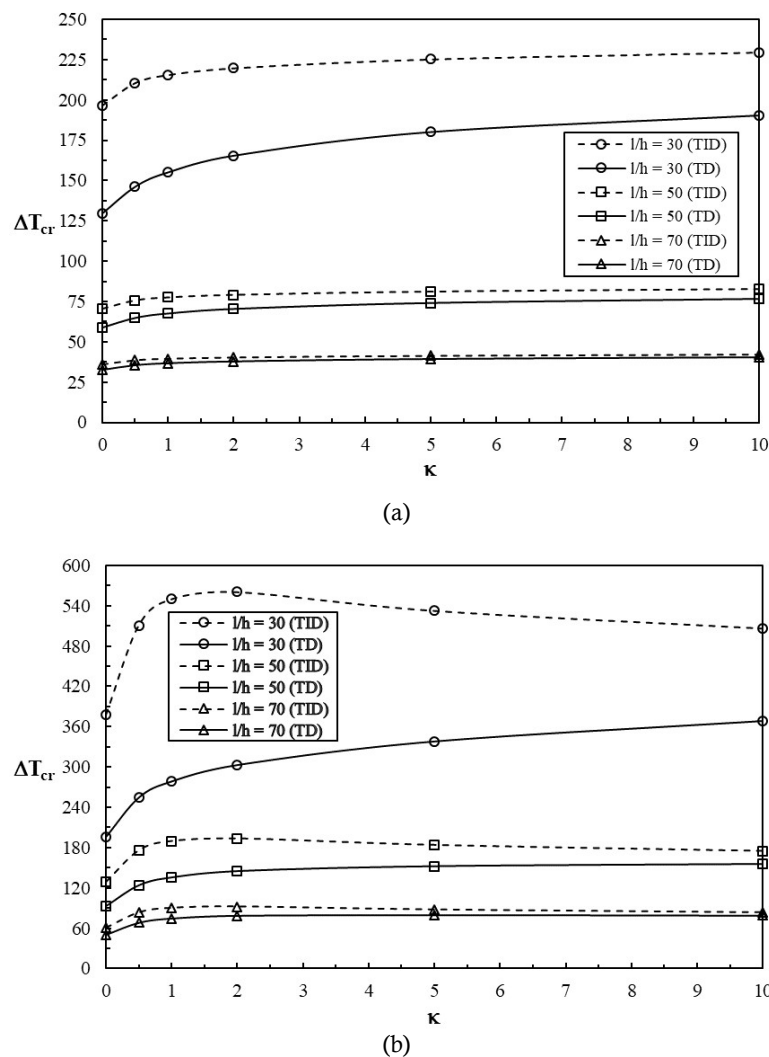 250
225
200
175
150
125
100
75
50
25
0
ΔT_cr
l/h = 30 (TID)
l/h = 30 (TD)
l/h = 50 (TID)
l/h = 50 (TD)
l/h = 70 (TID)
l/h = 70 (TD)
0 1 2 3 4 5 6 7 8 9 10
κ
(a)
600
540
480
420
360
300
240
180
120
60
0
ΔT_cr
l/h = 30 (TID)
l/h = 30 (TD)
l/h = 50 (TID)
l/h = 50 (TD)
l/h = 70 (TID)
l/h = 70 (TD)
0 1 2 3 4 5 6 7 8 9 10
κ
(b)